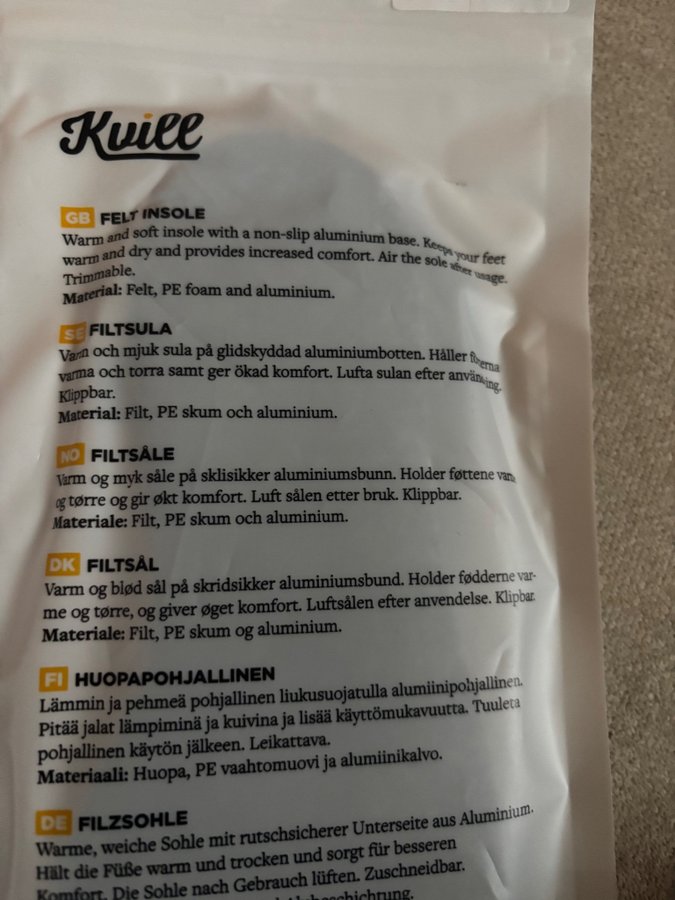 Kvill
GB FELT INSOLE
Warm and soft insole with a non-slip aluminium base. Keeps your feet
warm and dry and provides increased comfort. Air the sole after usage.
Trimmable.
Material: Felt, PE foam and aluminium.
SE FILTSULA
Varm och mjuk sula på glidskyddad aluminiumbotten. Håller fötterna
varma och torra samt ger ökad komfort. Lufta sulan efter användning.
Klippbar.
Material: Filt, PE skum och aluminium.
NO FILTSÅLE
Varm og myk såle på sklisikker aluminiumsbunn. Holder føttene varme
og tørre og gir økt komfort. Luft sålen etter bruk. Klippbar.
Materiale: Filt, PE skum och aluminium.
DK FILTSÅL
Varm og blød sål på skridsikker aluminiumsbund. Holder fødderne var-
me og tørre, og giver øget komfort. Luftsålen efter anvendelse. Klipbar.
Materiale: Filt, PE skum og aluminium.
FI HUOPAPOHJALLINEN
Lämmin ja pehmeä pohjallinen liukusuojatulla alumiinipohjallinen.
Pitää jalat lämpiminä ja kuivina ja lisää käyttömukavuutta. Tuuleta
pohjallinen käytön jälkeen. Leikattava.
Materiaali: Huopa, PE vaahtomuovi ja alumiinikalvo.
DE FILZSOHLE
Warme, weiche Sohle mit rutschsicherer Unterseite aus Aluminium.
Hält die Füße warm und trocken und sorgt für besseren
Komfort. Die Sohle nach Gebrauch lüften. Zuschneidbar.